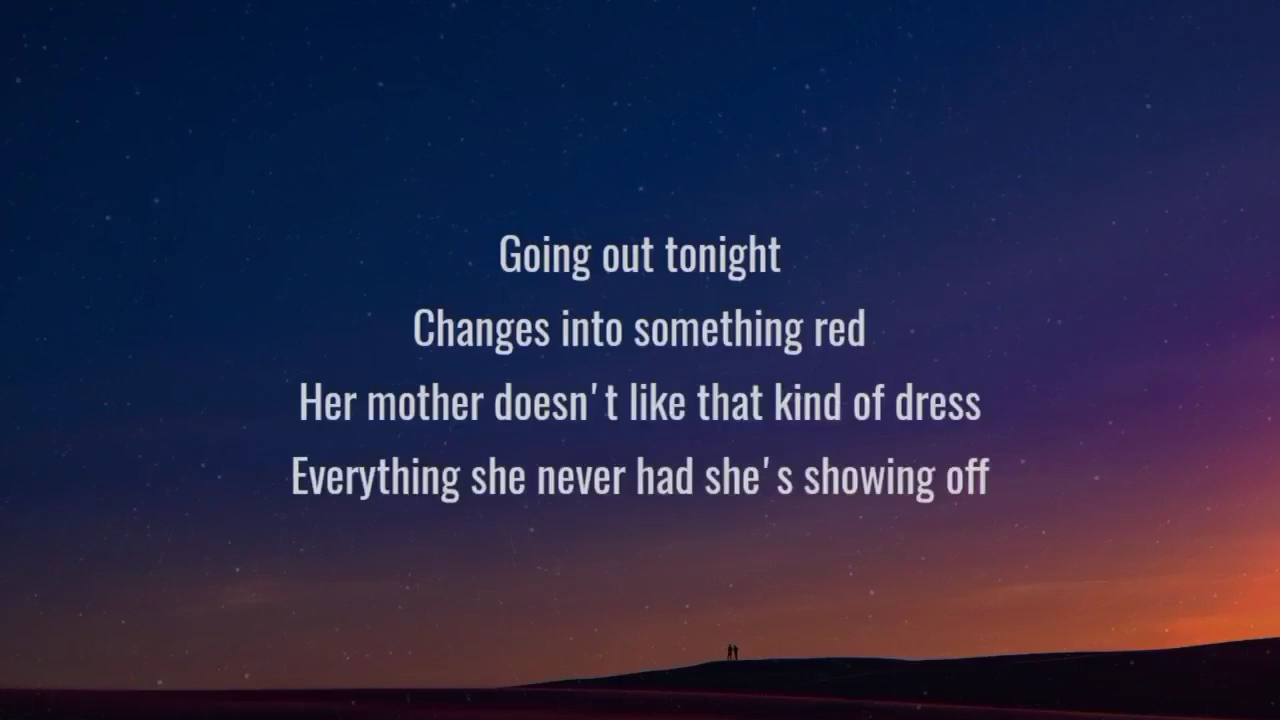 Going out tonight
Changes into something red
Her mother doesn't like that kind of dress
Everything she never had she's showing off